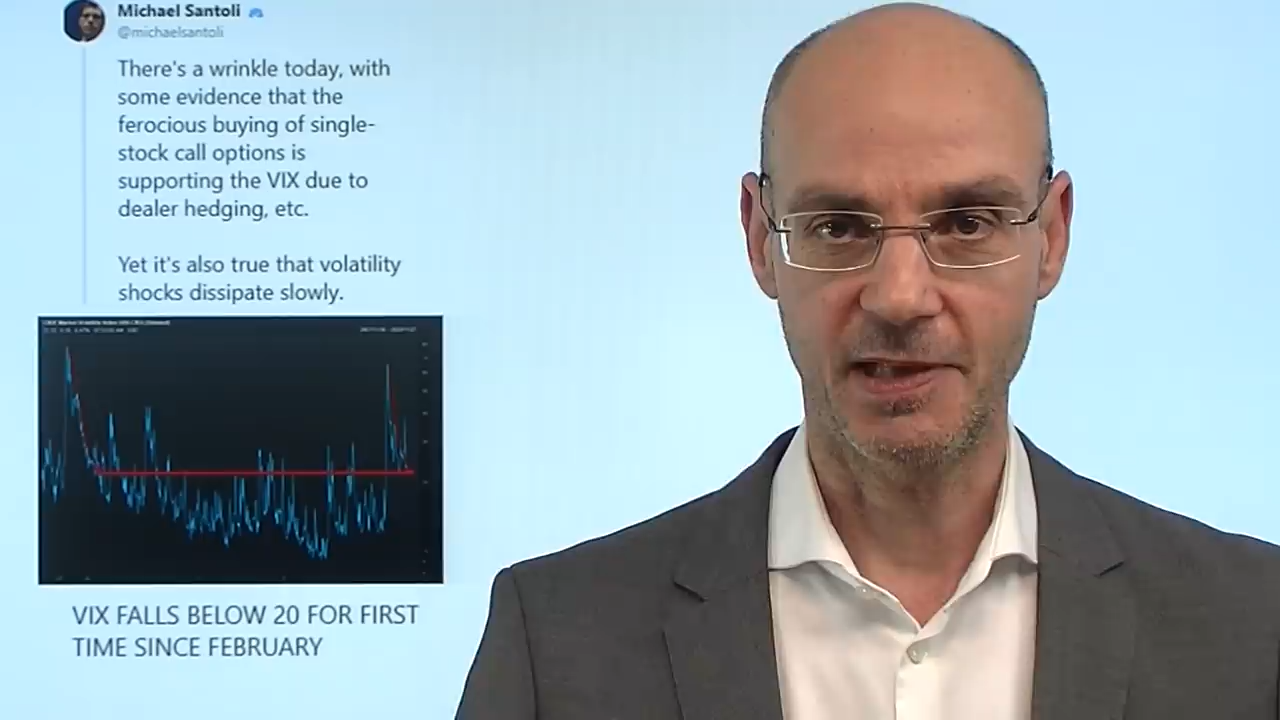 Michael Santoli
@michaelsantoli
There's a wrinkle today, with
some evidence that the
ferocious buying of single-
stock call options is
supporting the VIX due to
dealer hedging, etc.
Yet it's also true that volatility
shocks dissipate slowly.
VIX FALLS BELOW 20 FOR FIRST
TIME SINCE FEBRUARY